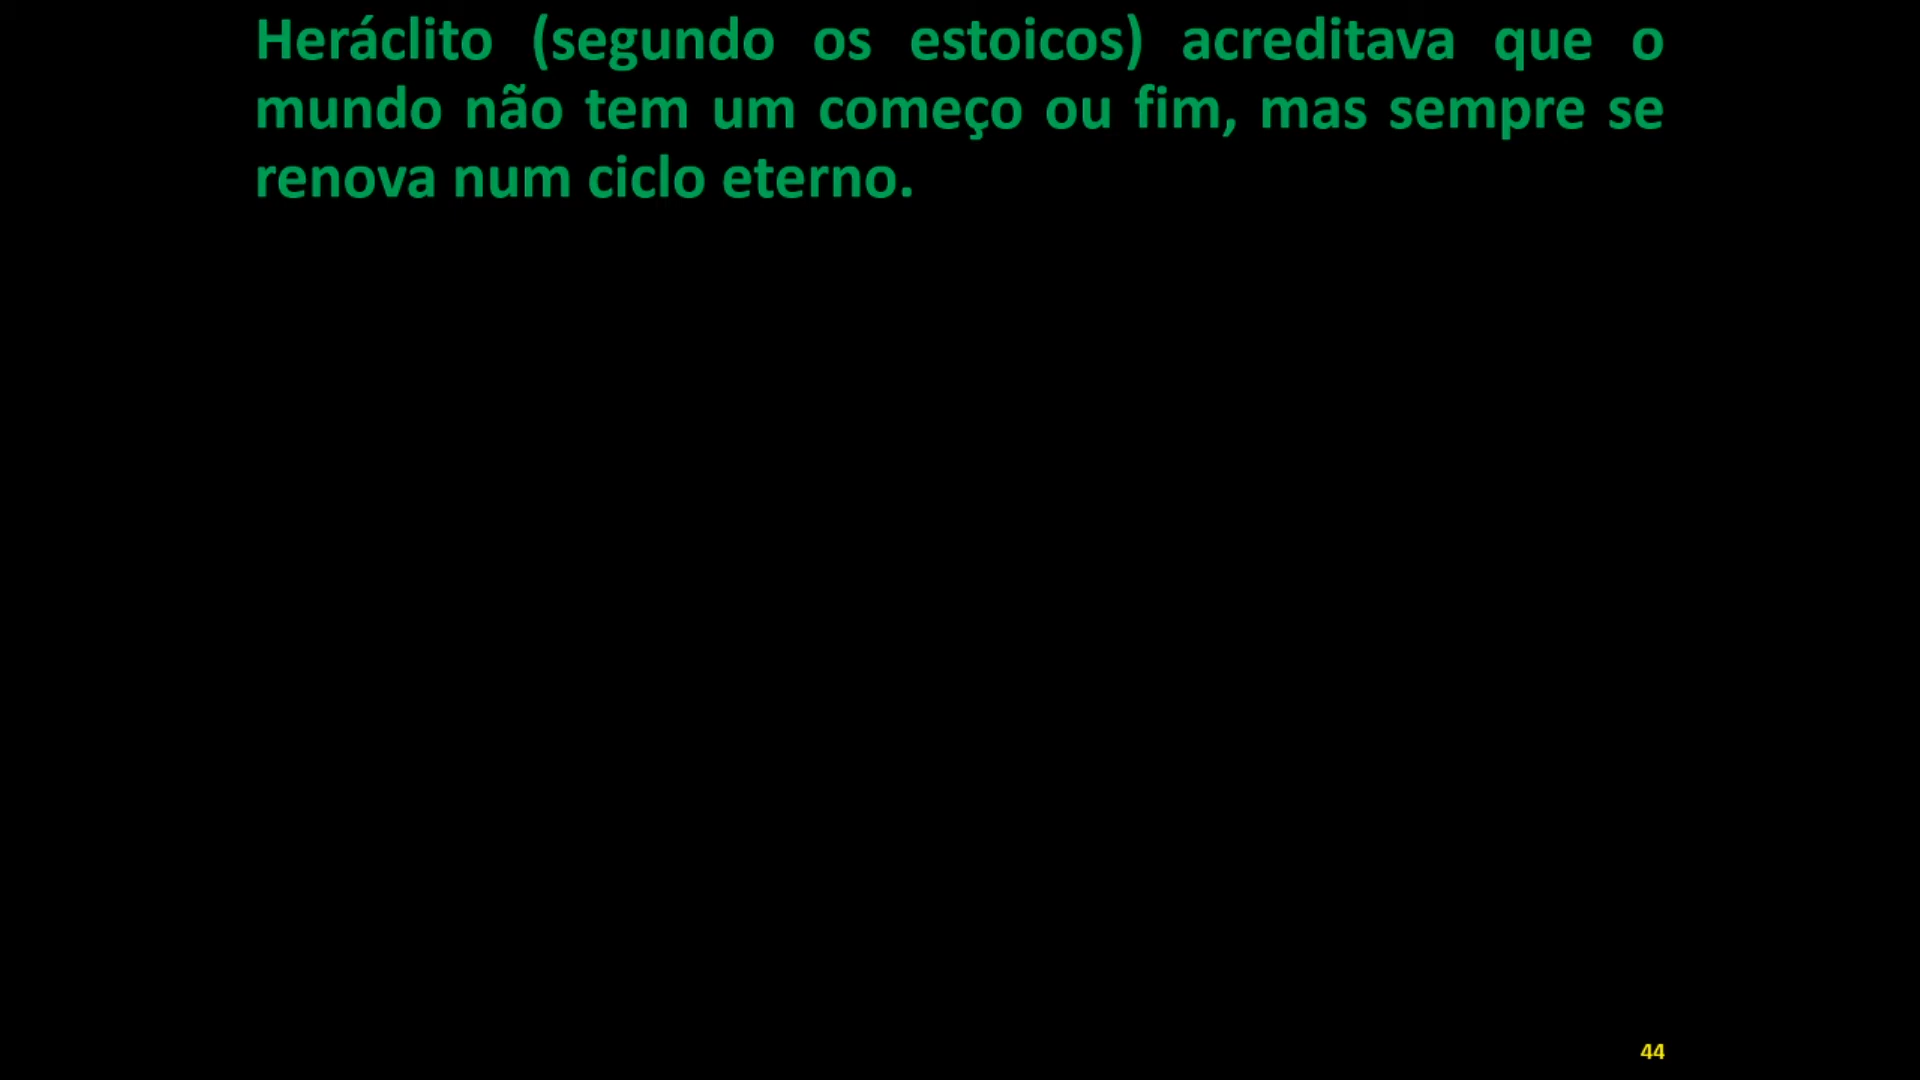 Heráclito (segundo os estoicos) acreditava que o
mundo não tem um começo ou fim, mas sempre se
renova num ciclo eterno.
44